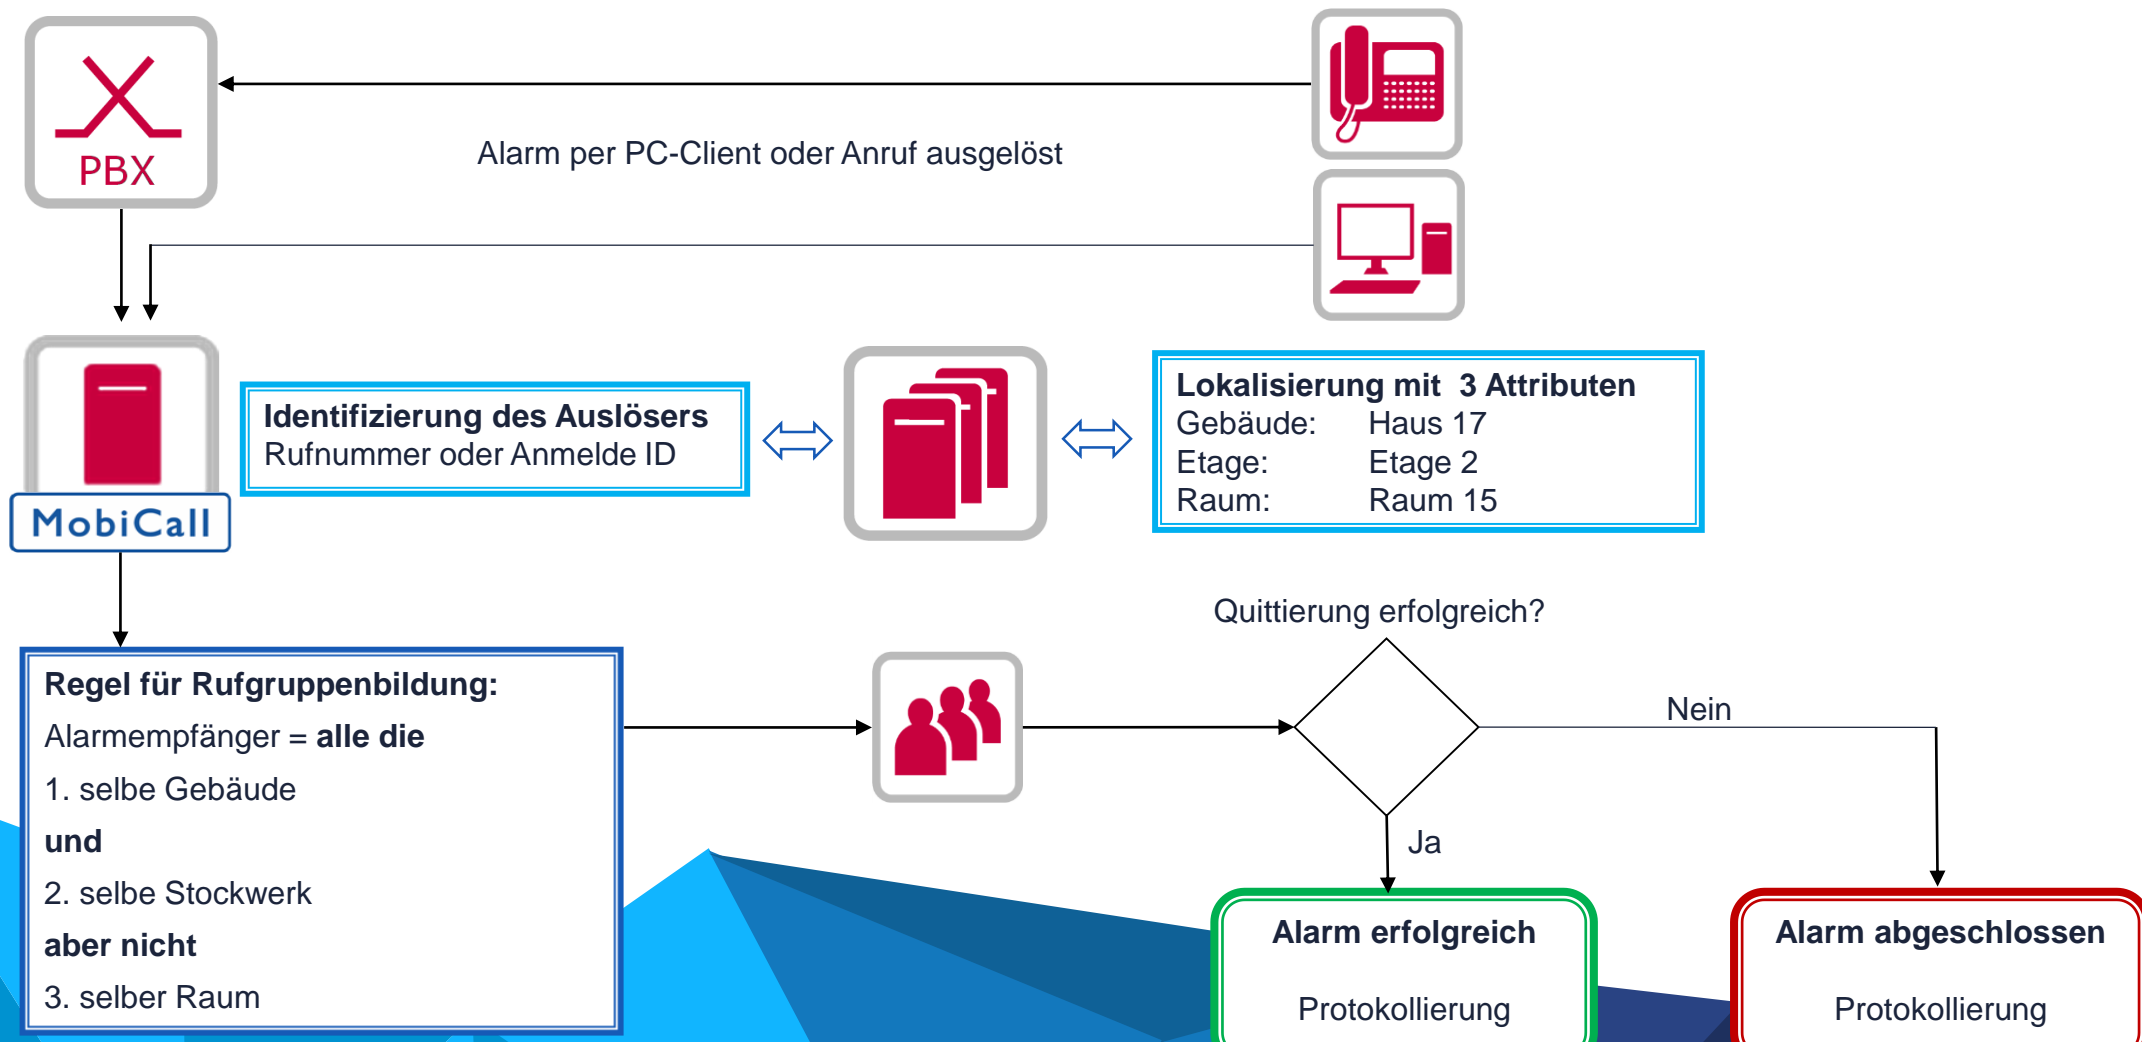 PBX
Alarm per PC-Client oder Anruf ausgelöst
MobiCall
Identifizierung des Auslösers
Rufnummer oder Anmelde ID
Lokalisierung mit 3 Attributen
Gebäude: Haus 17
Etage: Etage 2
Raum: Raum 15
Regel für Rufgruppenbildung:
Alarmempfänger = alle die
1. selbe Gebäude
und
2. selbe Stockwerk
aber nicht
3. selber Raum
Quittierung erfolgreich?
Nein
Ja
Alarm erfolgreich
Protokollierung
Alarm abgeschlossen
Protokollierung